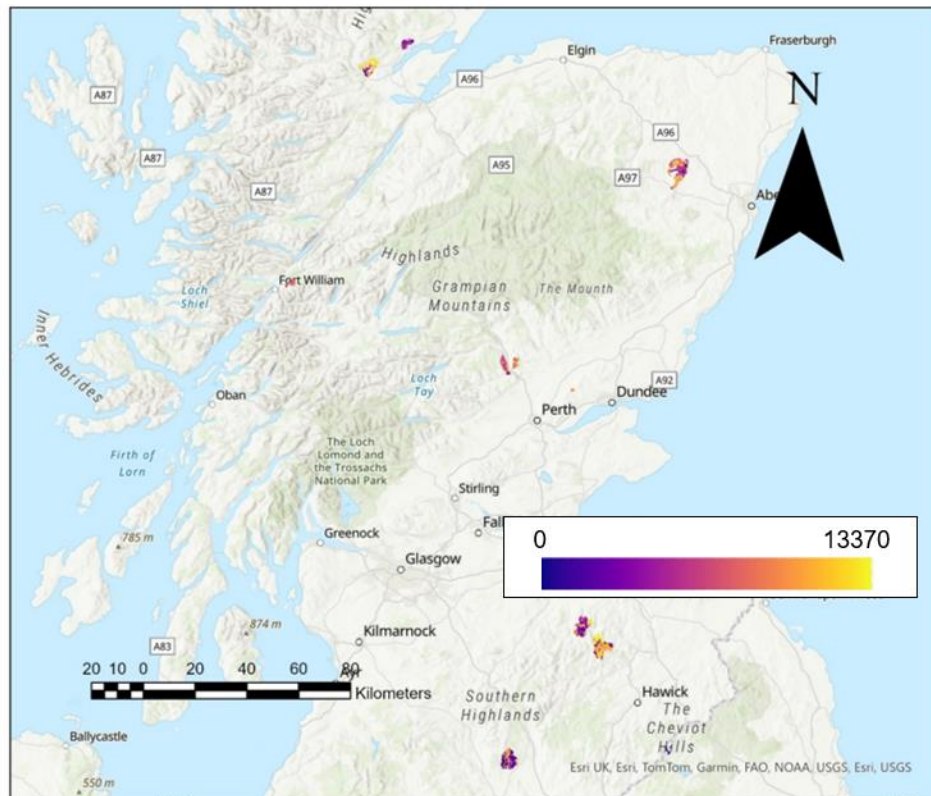 Hig
Fraserburgh
Elgin
A96
A87
N
A96
A87
A95
A97
A87
Abe
Highlands
Fort William
Grampian
Mountains
The Mounth
Loch
Shiel
Inner Hebrides
Loch
Tay
A92
Oban
Dundee
Perth
The Loch
Lomond and
the Trossachs
National Park
Firth of
Lorn
Stirling
Fal
785 m
Greenock
0
13370
Glasgow
874 m
Kilmarnock
A83
20 10 0 20 40 60 80
Ayr
Kilometers
Southern
Highlands
Hawick
The
Cheviot
Hills
Ballycastle
550 m
Esri UK, Esri, TomTom, Garmin, FAO, NOAA, USGS, Esri, USGS